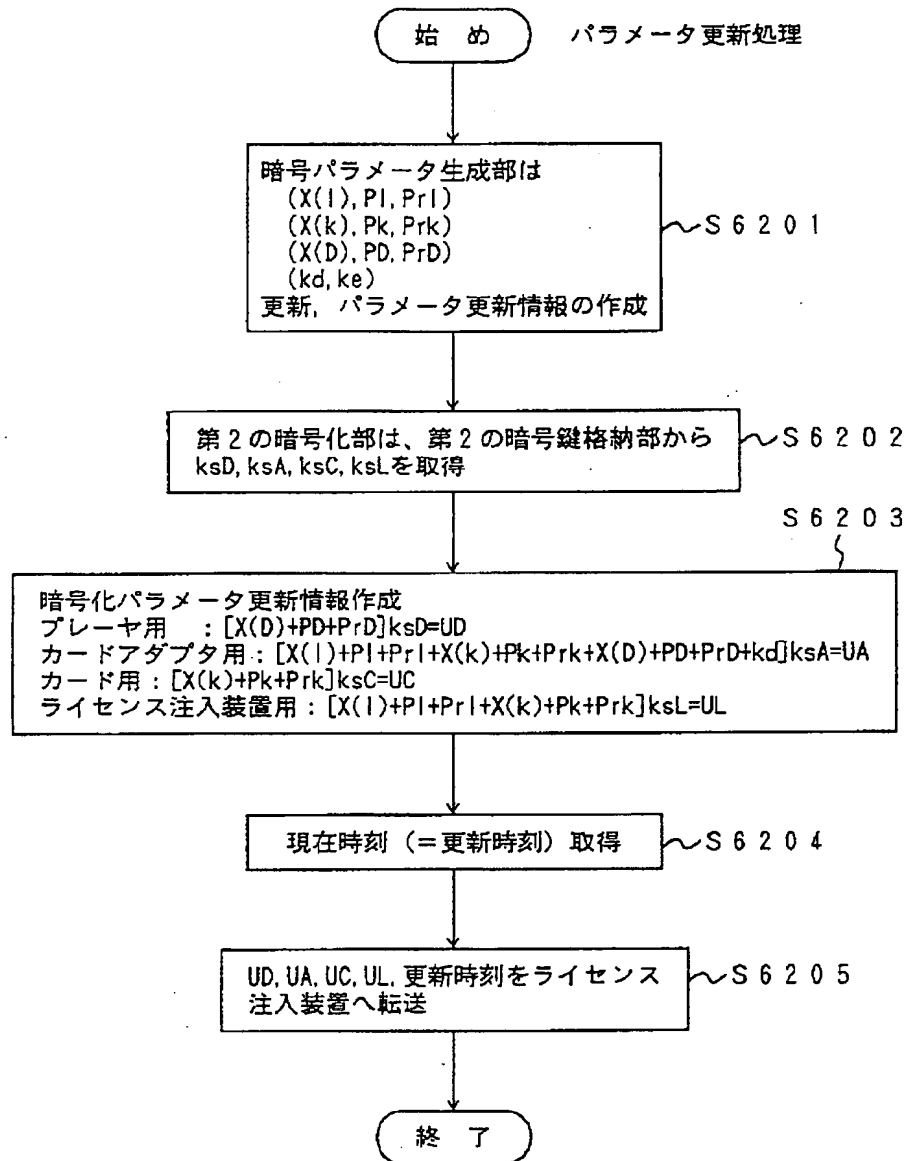 始 め
パラメータ更新処理
暗号パラメータ生成部は
(X(l),Pl,Prl)
(X(k),Pk,Prk)
(X(D),PD,PrD)
(kd,ke)
更新,パラメータ更新情報の作成
S6201
第2の暗号化部は、第2の暗号鍵格納部から
ksD,ksA,ksC,ksLを取得
S6202
S6203
暗号化パラメータ更新情報作成
プレーヤ用 :[X(D)+PD+PrD]ksD=UD
カードアダプタ用:[X(l)+Pl+Prl+X(k)+Pk+Prk+X(D)+PD+PrD+kd]ksA=UA
カード用:[X(k)+Pk+Prk]ksC=UC
ライセンス注入装置用:[X(l)+Pl+Prl+X(k)+Pk+Prk]ksL=UL
現在時刻(=更新時刻)取得
S6204
UD,UA,UC,UL,更新時刻をライセンス
注入装置へ転送
S6205
終 了